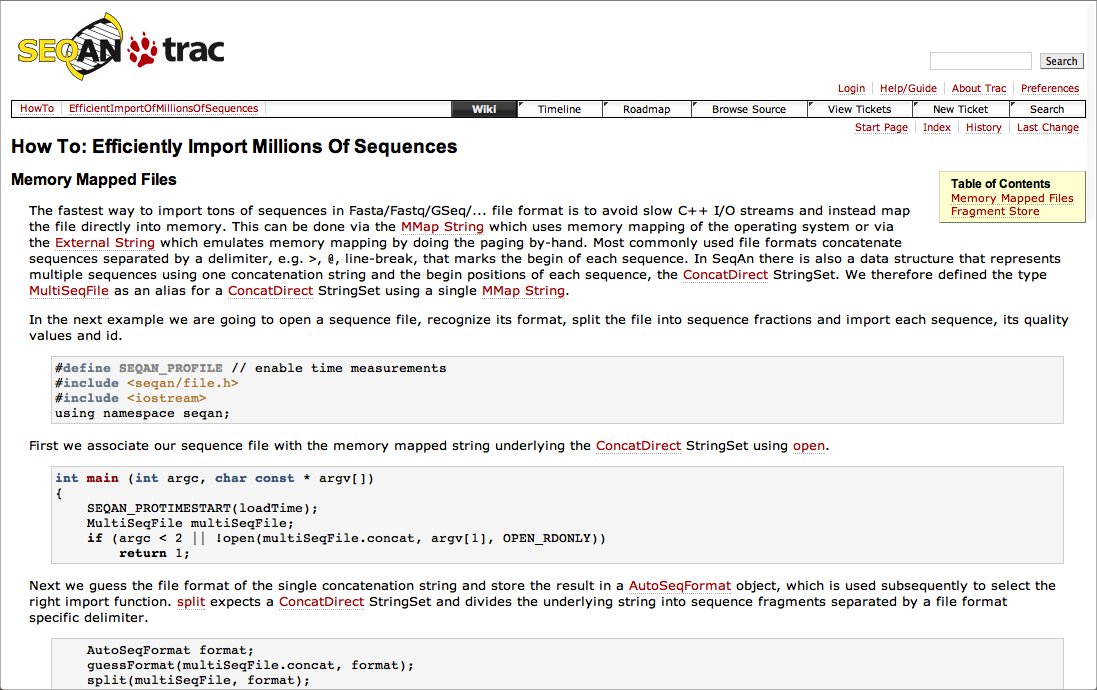 SEQAN trac
Search
Login Help/Guide About Trac Preferences
HowTo EfficientImportOfMillionsOfSequences Wiki Timeline Roadmap Browse Source View Tickets New Ticket Search
Start Page Index History Last Change
How To: Efficiently Import Millions Of Sequences
Memory Mapped Files
Table of Contents
Memory Mapped Files
Fragment Store
The fastest way to import tons of sequences in Fasta/Fastq/GSeq/... file format is to avoid slow C++ I/O streams and instead map
the file directly into memory. This can be done via the MMap String which uses memory mapping of the operating system or via
the External String which emulates memory mapping by doing the paging by-hand. Most commonly used file formats concatenate
sequences separated by a delimiter, e.g. >, @, line-break, that marks the begin of each sequence. In SeqAn there is also a data structure that represents
multiple sequences using one concatenation string and the begin positions of each sequence, the ConcatDirect StringSet. We therefore defined the type
MultiSeqFile as an alias for a ConcatDirect StringSet using a single MMap String.
In the next example we are going to open a sequence file, recognize its format, split the file into sequence fractions and import each sequence, its quality
values and id.
#define SEQAN_PROFILE // enable time measurements
#include <seqan/file.h>
#include <iostream>
using namespace seqan;
First we associate our sequence file with the memory mapped string underlying the ConcatDirect StringSet using open.
int main (int argc, char const * argv[])
{
    SEQAN_PROTIMESTART(loadTime);
    MultiSeqFile multiSeqFile;
    if (argc < 2 || !open(multiSeqFile.concat, argv[1], OPEN_RDONLY))
        return 1;
Next we guess the file format of the single concatenation string and store the result in a AutoSeqFormat object, which is used subsequently to select the
right import function. split expects a ConcatDirect StringSet and divides the underlying string into sequence fragments separated by a file format
specific delimiter.
    AutoSeqFormat format;
    guessFormat(multiSeqFile.concat, format);
    split(multiSeqFile, format);